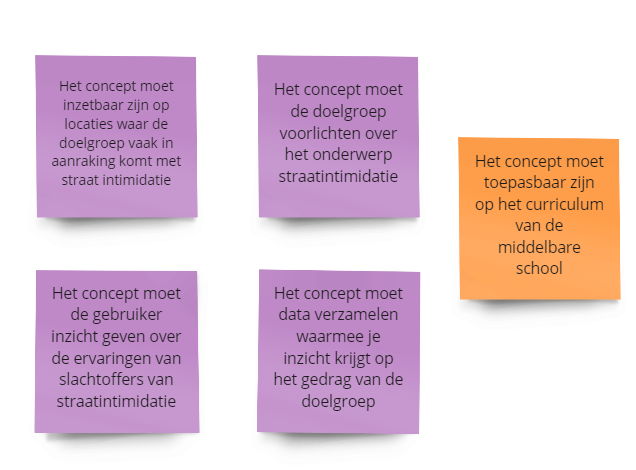 Het concept moet
inzetbaar zijn op
locaties waar de
doelgroep vaak in
aanraking komt met
straat intimidatie
Het concept moet
de doelgroep
voorlichten over
het onderwerp
straatintimidatie
Het concept moet
toepasbaar zijn
op het curriculum
van de
middelbare
school
Het concept moet
de gebruiker
inzicht geven over
de ervaringen van
slachtoffers van
straatintimidatie
Het concept moet
data verzamelen
waarmee je
inzicht krijgt op
het gedrag van de
doelgroep